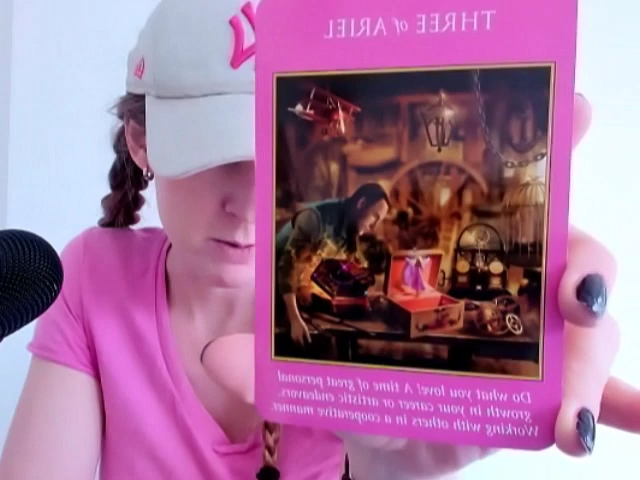 NY
THREE of ARIEL
Do what you love! A time of great personal
growth in your career or artistic endeavors.
Working with others in a cooperative manner.